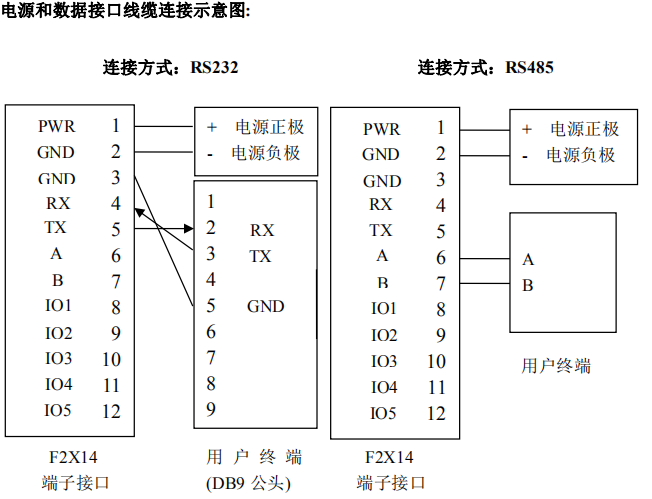 电源和数据接口线缆连接示意图:
连接方式：RS232
PWR 1
GND 2
GND 3
RX 4
TX 5
A 6
B 7
IO1 8
IO2 9
IO3 10
IO4 11
IO5 12
F2X14
端子接口
+ 电源正极
- 电源负极
1
2 RX
3 TX
4
5 GND
6
7
8
9
用 户 终 端
(DB9 公头)
连接方式：RS485
PWR 1
GND 2
GND 3
RX 4
TX 5
A 6
B 7
IO1 8
IO2 9
IO3 10
IO4 11
IO5 12
F2X14
端子接口
+ 电源正极
- 电源负极
A
B
用户终端